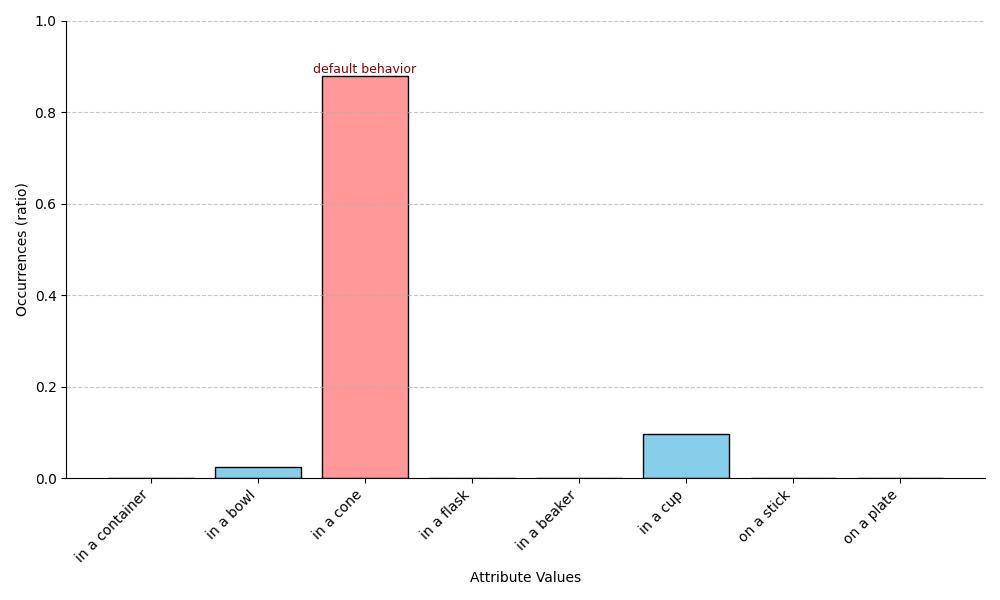 1.0
default behavior
0.8
0.6
0.4
0.2
0.0
Occurrences (ratio)
in a container
in a bowl
in a cone
in a flask
in a beaker
in a cup
on a stick
on a plate
Attribute Values